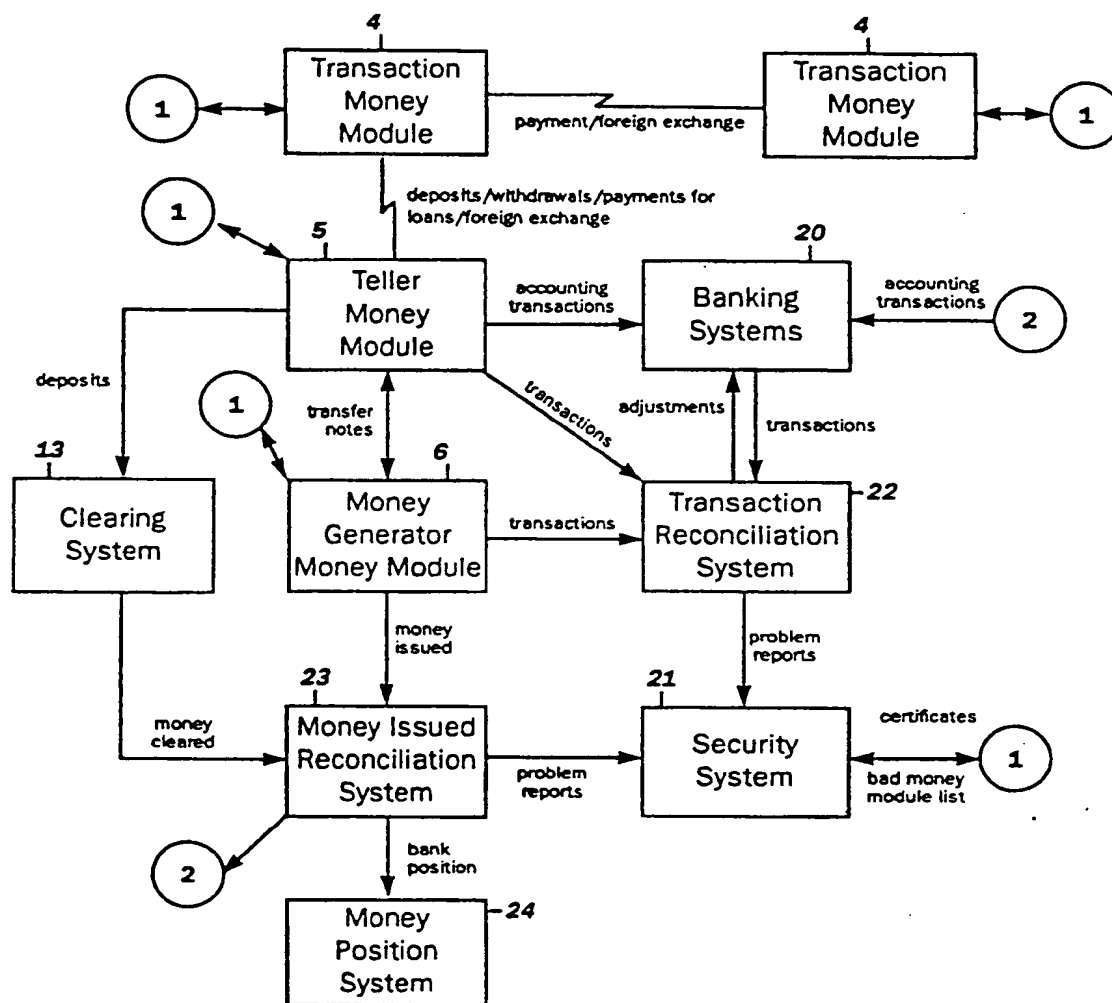 4
4
Transaction
Money
Module
Transaction
Money
Module
1
1
payment/foreign exchange
deposits/withdrawals/payments for
loans/foreign exchange
1
5
20
Teller
Money
Module
accounting
transactions
Banking
Systems
accounting
transactions
2
deposits
1
transfer
notes
transactions
adjustments
transactions
13
6
22
Clearing
System
Money
Generator
Money Module
transactions
Transaction
Reconciliation
System
money
issued
problem
reports
23
21
money
cleared
Money Issued
Reconciliation
System
problem
reports
Security
System
certificates
bad money
module list
1
2
bank
position
24
Money
Position
System